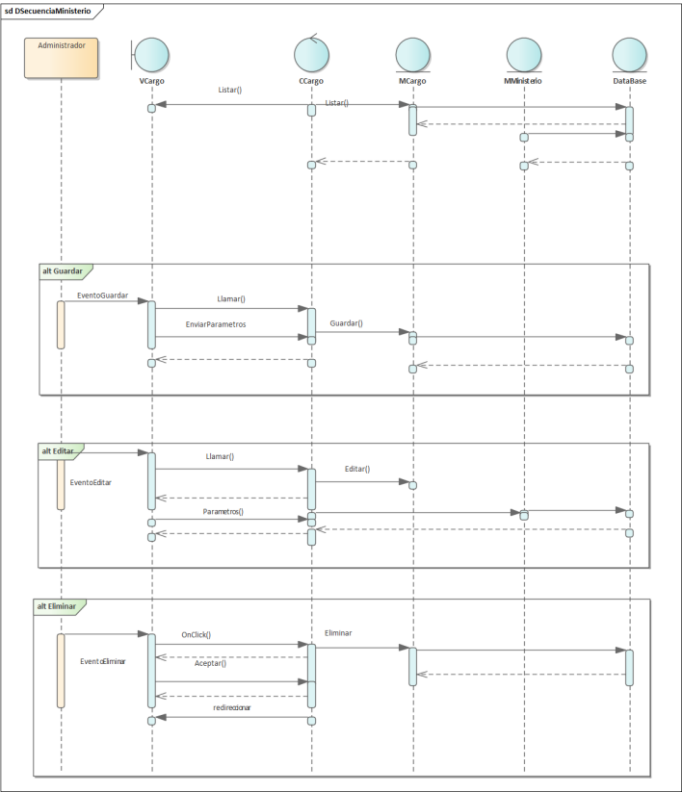 sd DSecuenciaMinisterio
Administrador
VCargo
CCargo
MCargo
MMinisterio
DataBase
Listar()
Listar()
alt Guardar
EventoGuardar
Llamar()
EnviarParametros
Guardar()
alt Editar
Llamar()
Editar()
EventoEditar
Parametros()
alt Eliminar
OnClick()
Eliminar
EventoEliminar
Aceptar()
redireccionar